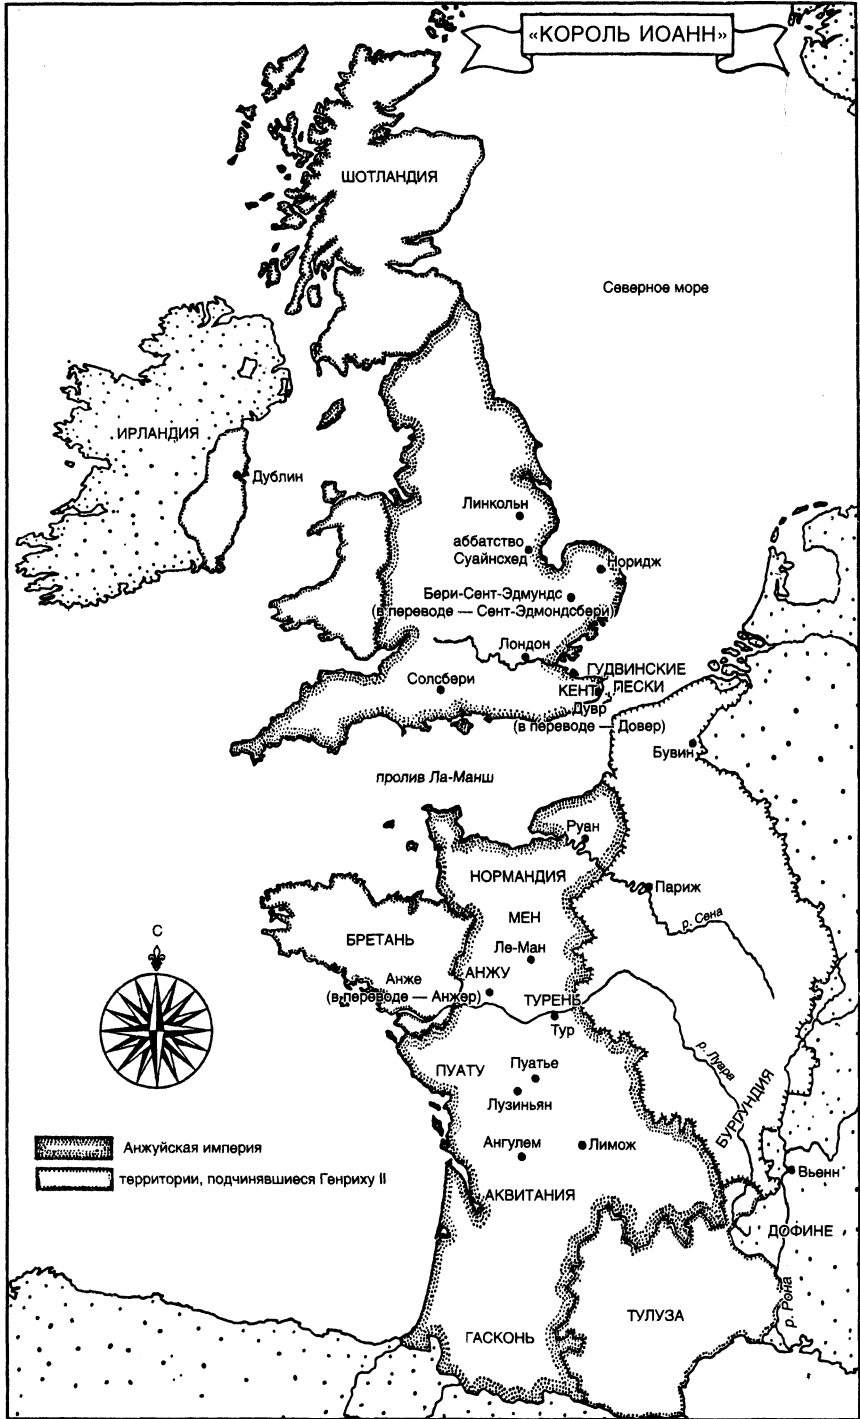 «КОРОЛЬ ИОАНН»
ШОТЛАНДИЯ
Северное море
ИРЛАНДИЯ
Дублин
Линкольн
аббатство
Суайнсхед
Норидж
Бери-Сент-Эдмундс
(в переводе — Сент-Эдмондсбери)
Лондон
ГУДВИНСКИЕ
ПЕСКИ
Солсбери
КЕНТ
Дувр
(в переводе — Довер)
Бувин
пролив Ла-Манш
Руан
НОРМАНДИЯ
Париж
МЕН
р. Сена
С
БРЕТАНЬ
Ле-Ман
АНЖУ
Анже
(в переводе — Анжер)
ТУРЕНЬ
Тур
р. Луара
Пуатье
ПУАТУ
Лузиньян
БУРГУНДИЯ
Анжуйская империя
Ангулем
Лимож
территории, подчинявшиеся Генриху II
Вьенн
АКВИТАНИЯ
ДОФИНЕ
р. Рона
ТУЛУЗА
ГАСКОНЬ